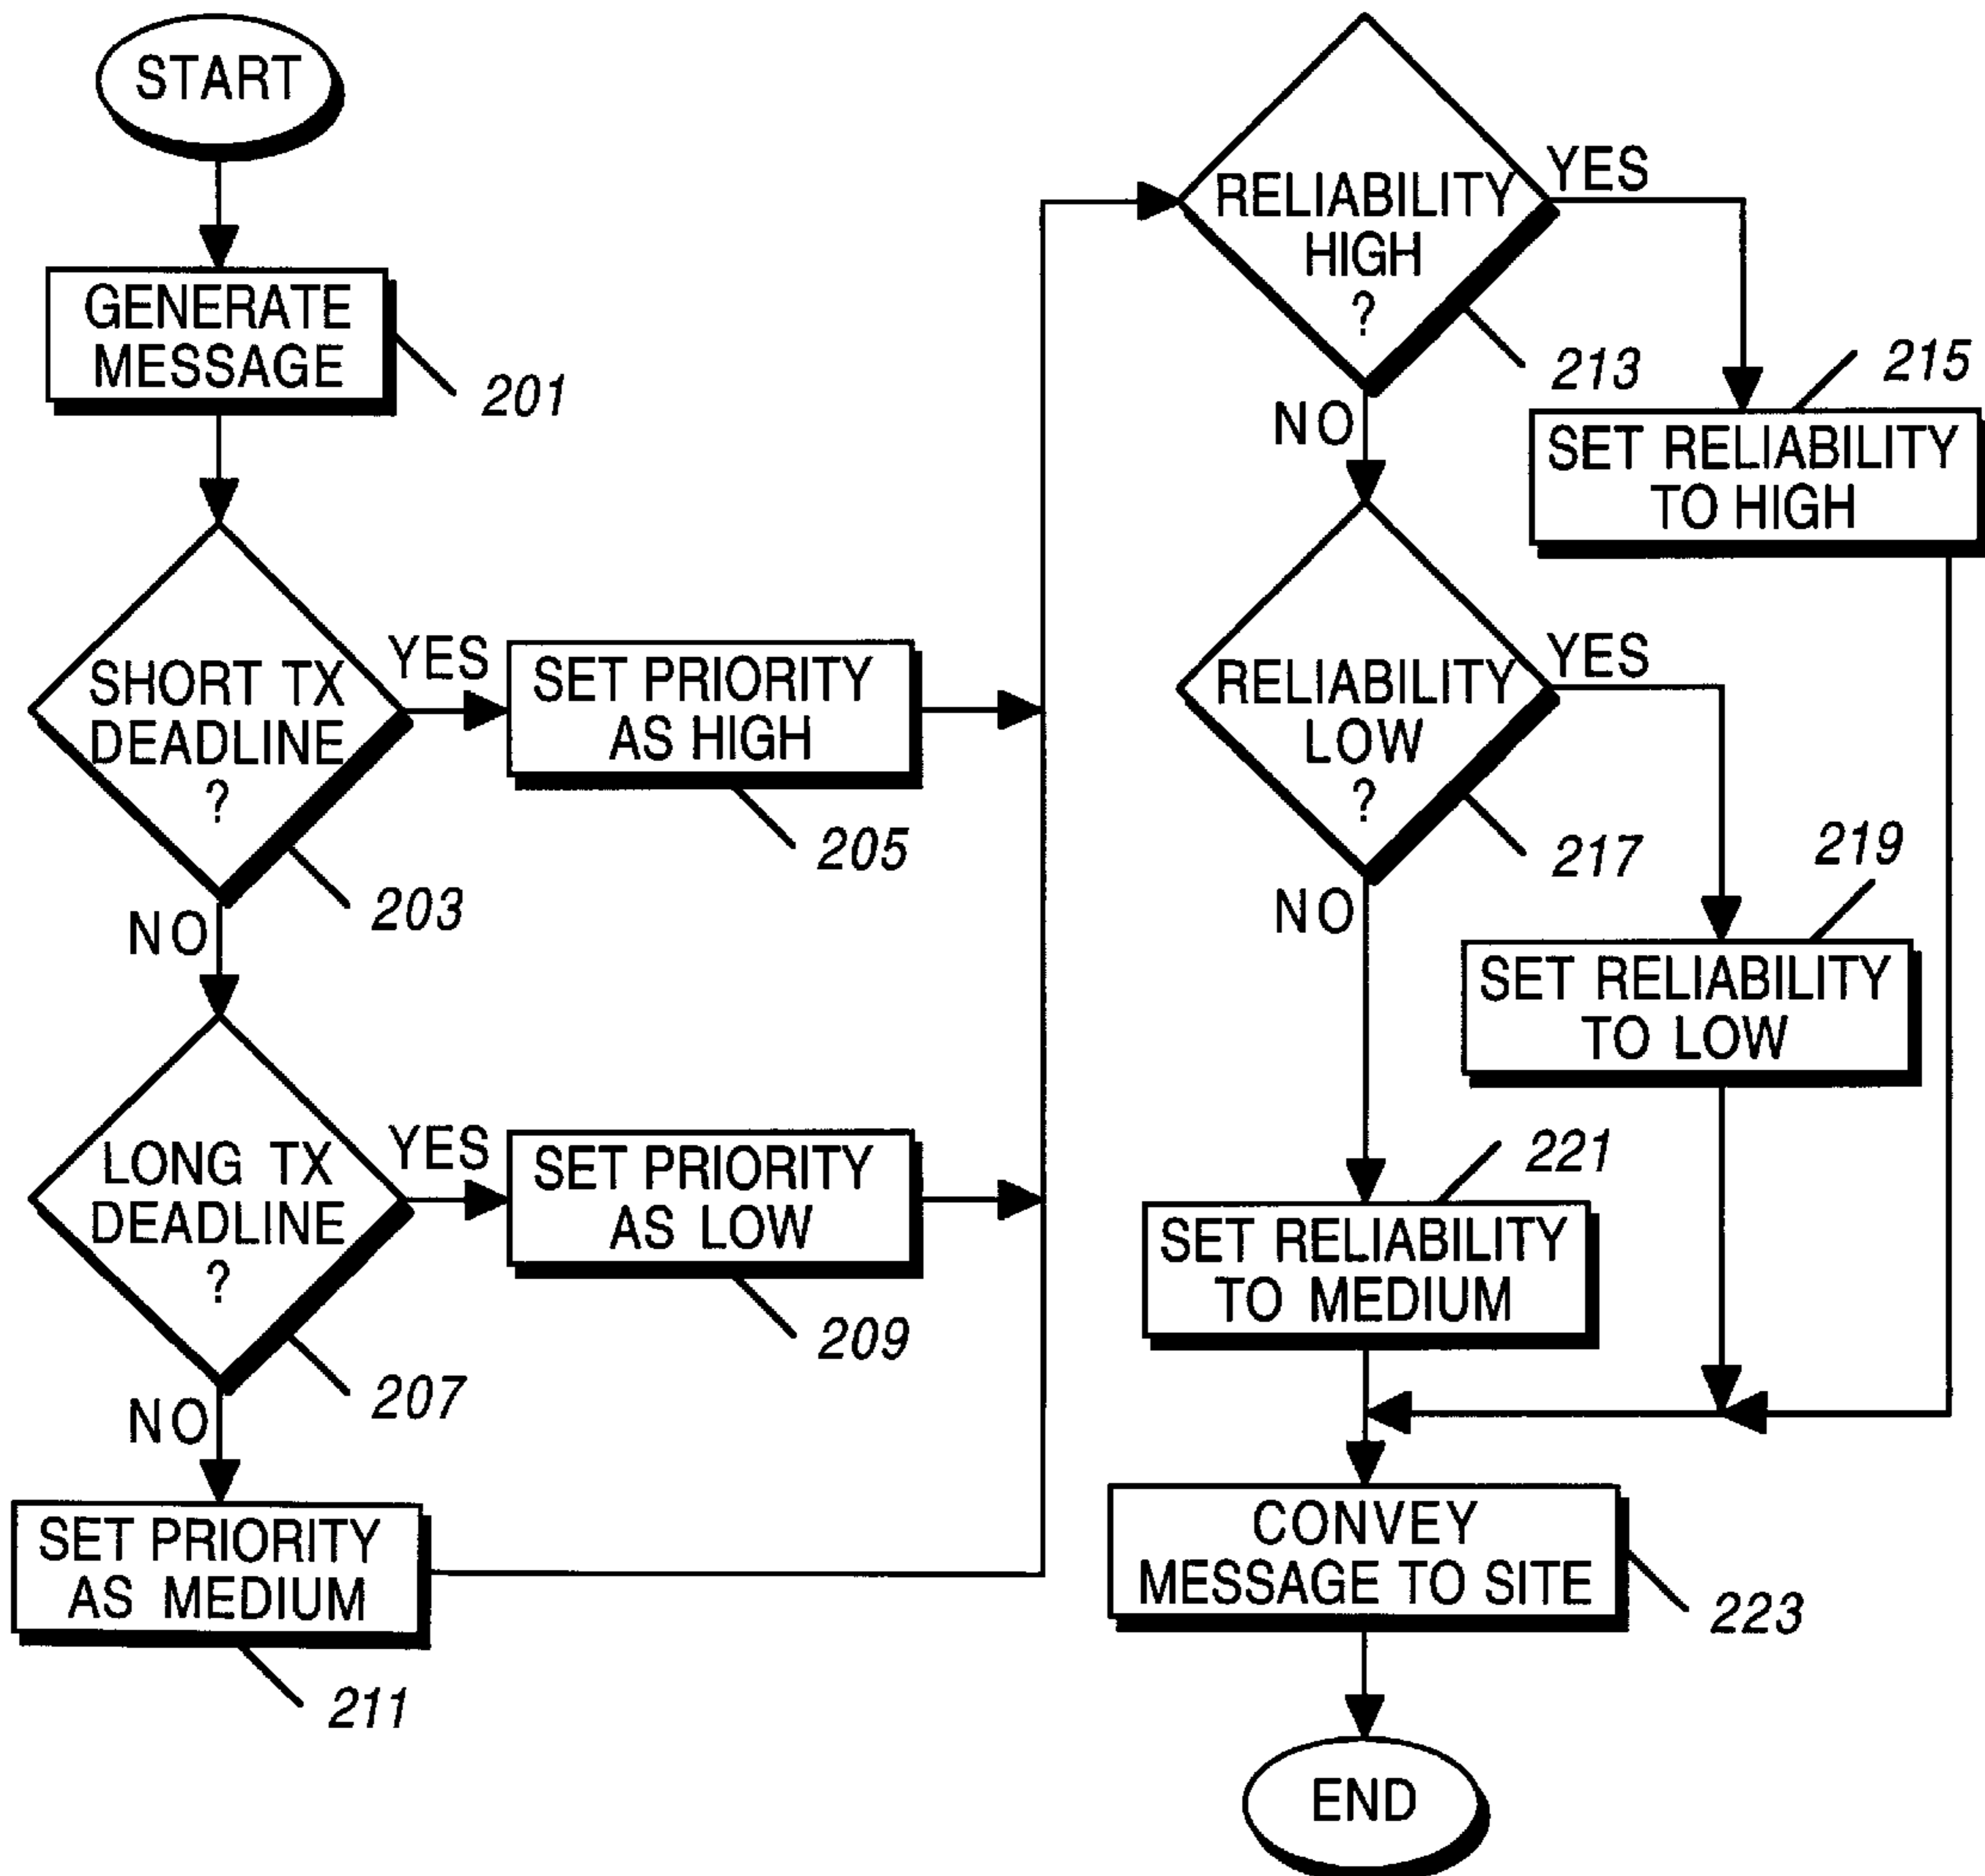 START
GENERATE
MESSAGE
201
SHORT TX
DEADLINE
?
203
YES
SET PRIORITY
AS HIGH
205
NO
LONG TX
DEADLINE
?
207
YES
SET PRIORITY
AS LOW
209
NO
SET PRIORITY
AS MEDIUM
211
RELIABILITY
HIGH
?
213
YES
215
SET RELIABILITY
TO HIGH
NO
RELIABILITY
LOW
?
217
YES
219
SET RELIABILITY
TO LOW
NO
221
SET RELIABILITY
TO MEDIUM
CONVEY
MESSAGE TO SITE
223
END